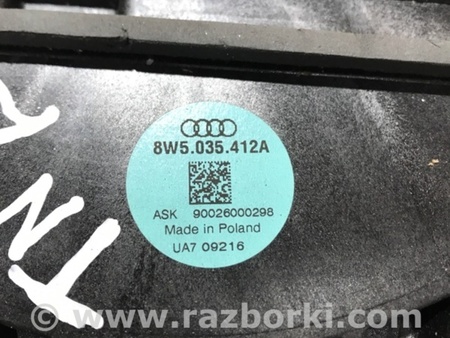 8W5.035.412A
ASK 90026000298
Made in Poland
UA7 09216
www.razborki.com